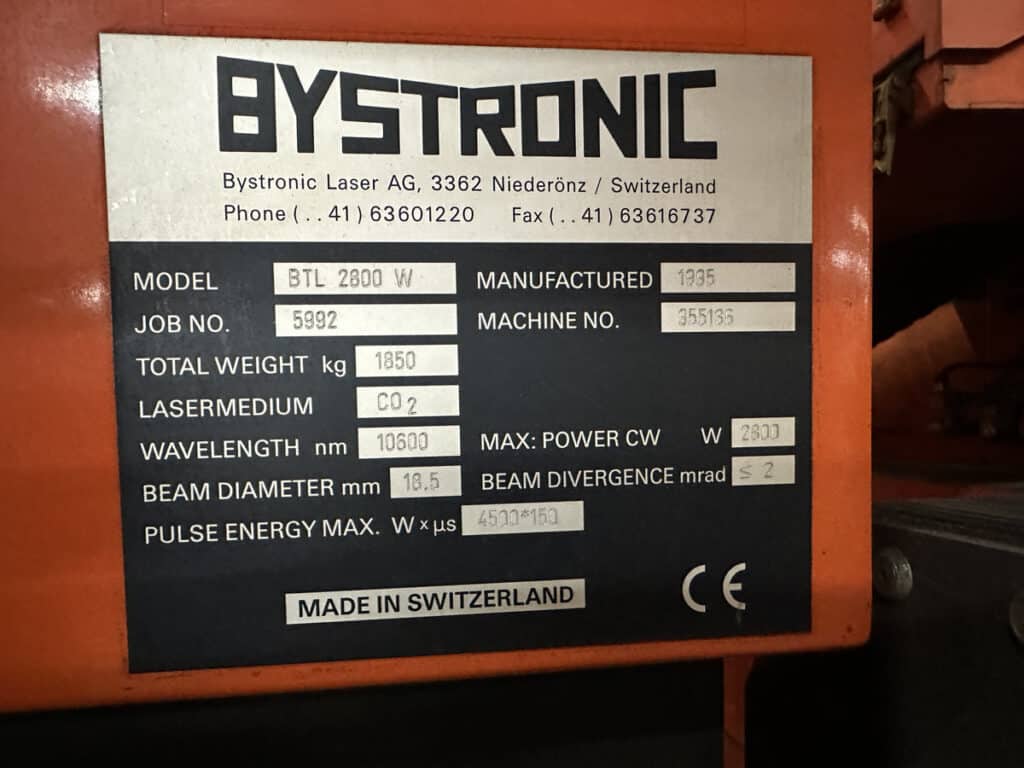 BYSTRONIC
Bystronic Laser AG, 3362 Niederönz / Switzerland
Phone (..41) 63601220 Fax (..41) 63616737
MODEL BTL 2800 W MANUFACTURED 1995
JOB NO. 5992 MACHINE NO. 355136
TOTAL WEIGHT kg 1850
LASERMEDIUM CO2
WAVELENGTH nm 10600 MAX: POWER CW W 2800
BEAM DIAMETER mm 18.5 BEAM DIVERGENCE mrad ≤ 2
PULSE ENERGY MAX. W x µs 4500*150
MADE IN SWITZERLAND CE